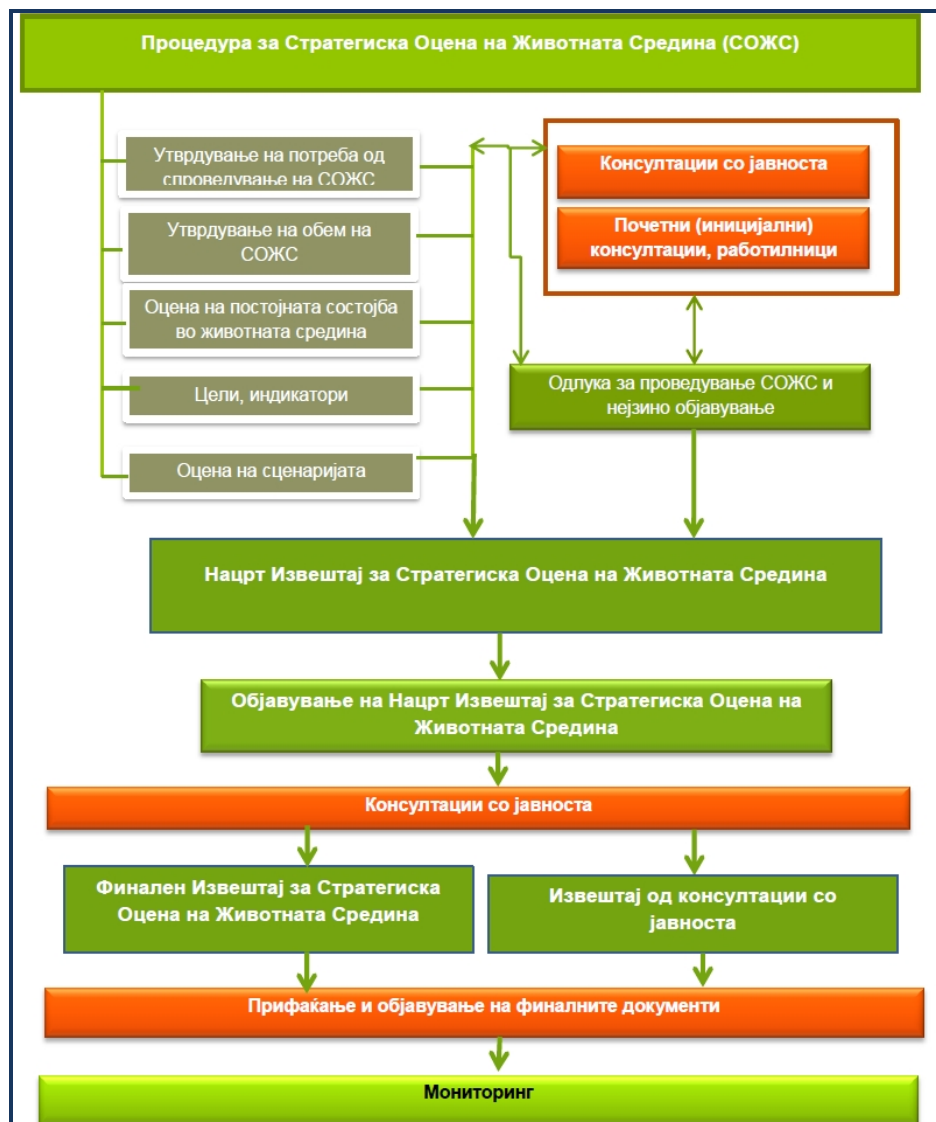 Процедура за Стратегиска Оцена на Животната Средина (СОЖС)
Утврдување на потреба од
спроведување на СОЖС
Утврдување на обем на
СОЖС
Оцена на постојната состојба
во животната средина
Цели, индикатори
Оцена на сценаријата
Консултации со јавноста
Почетни (иницијални)
консултации, работилници
Одлука за проведување СОЖС и
нејзино објавување
Нацрт Извештај за Стратегиска Оцена на Животната Средина
Објавување на Нацрт Извештај за Стратегиска Оцена на
Животната Средина
Консултации со јавноста
Финален Извештај за Стратегиска
Оцена на Животната Средина
Извештај од консултации со
јавноста
Прифаќање и објавување на финалните документи
Мониторинг